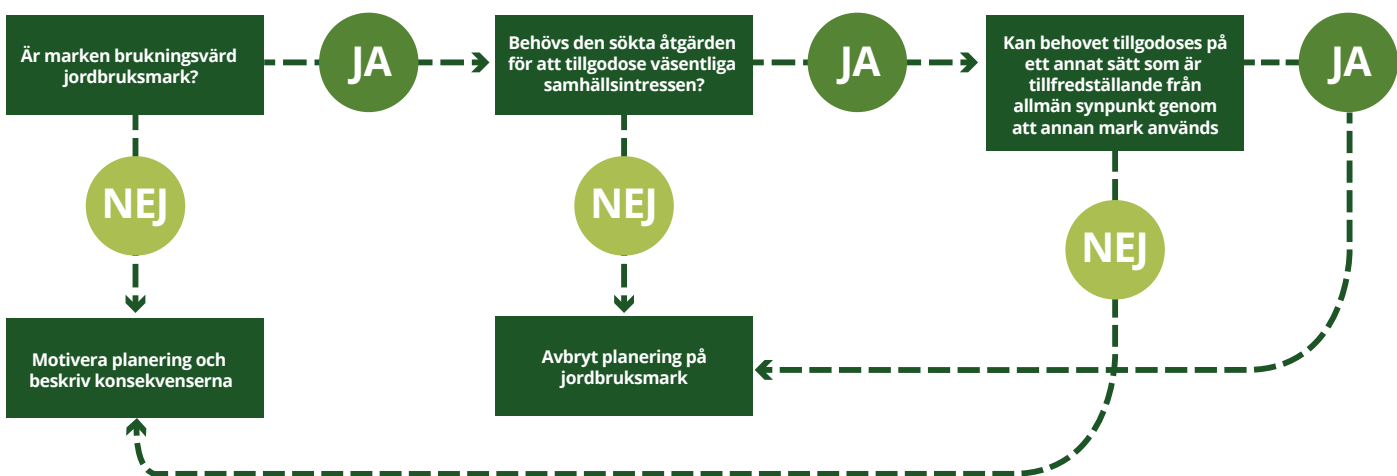 Är marken brukningsvärd
jordbruksmark?
JA
Behövs den sökta åtgärden
för att tillgodose väsentliga
samhällsintressen?
JA
Kan behovet tillgodoses på
ett annat sätt som är
tillfredställande från
allmän synpunkt genom
att annan mark används
JA
NEJ
NEJ
NEJ
Motivera planering och
beskriv konsekvenserna
Avbryt planering på
jordbruksmark